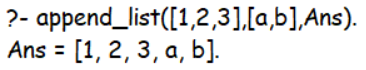 ?- append_list([1,2,3],[a,b],Ans).
Ans = [1, 2, 3, a, b].